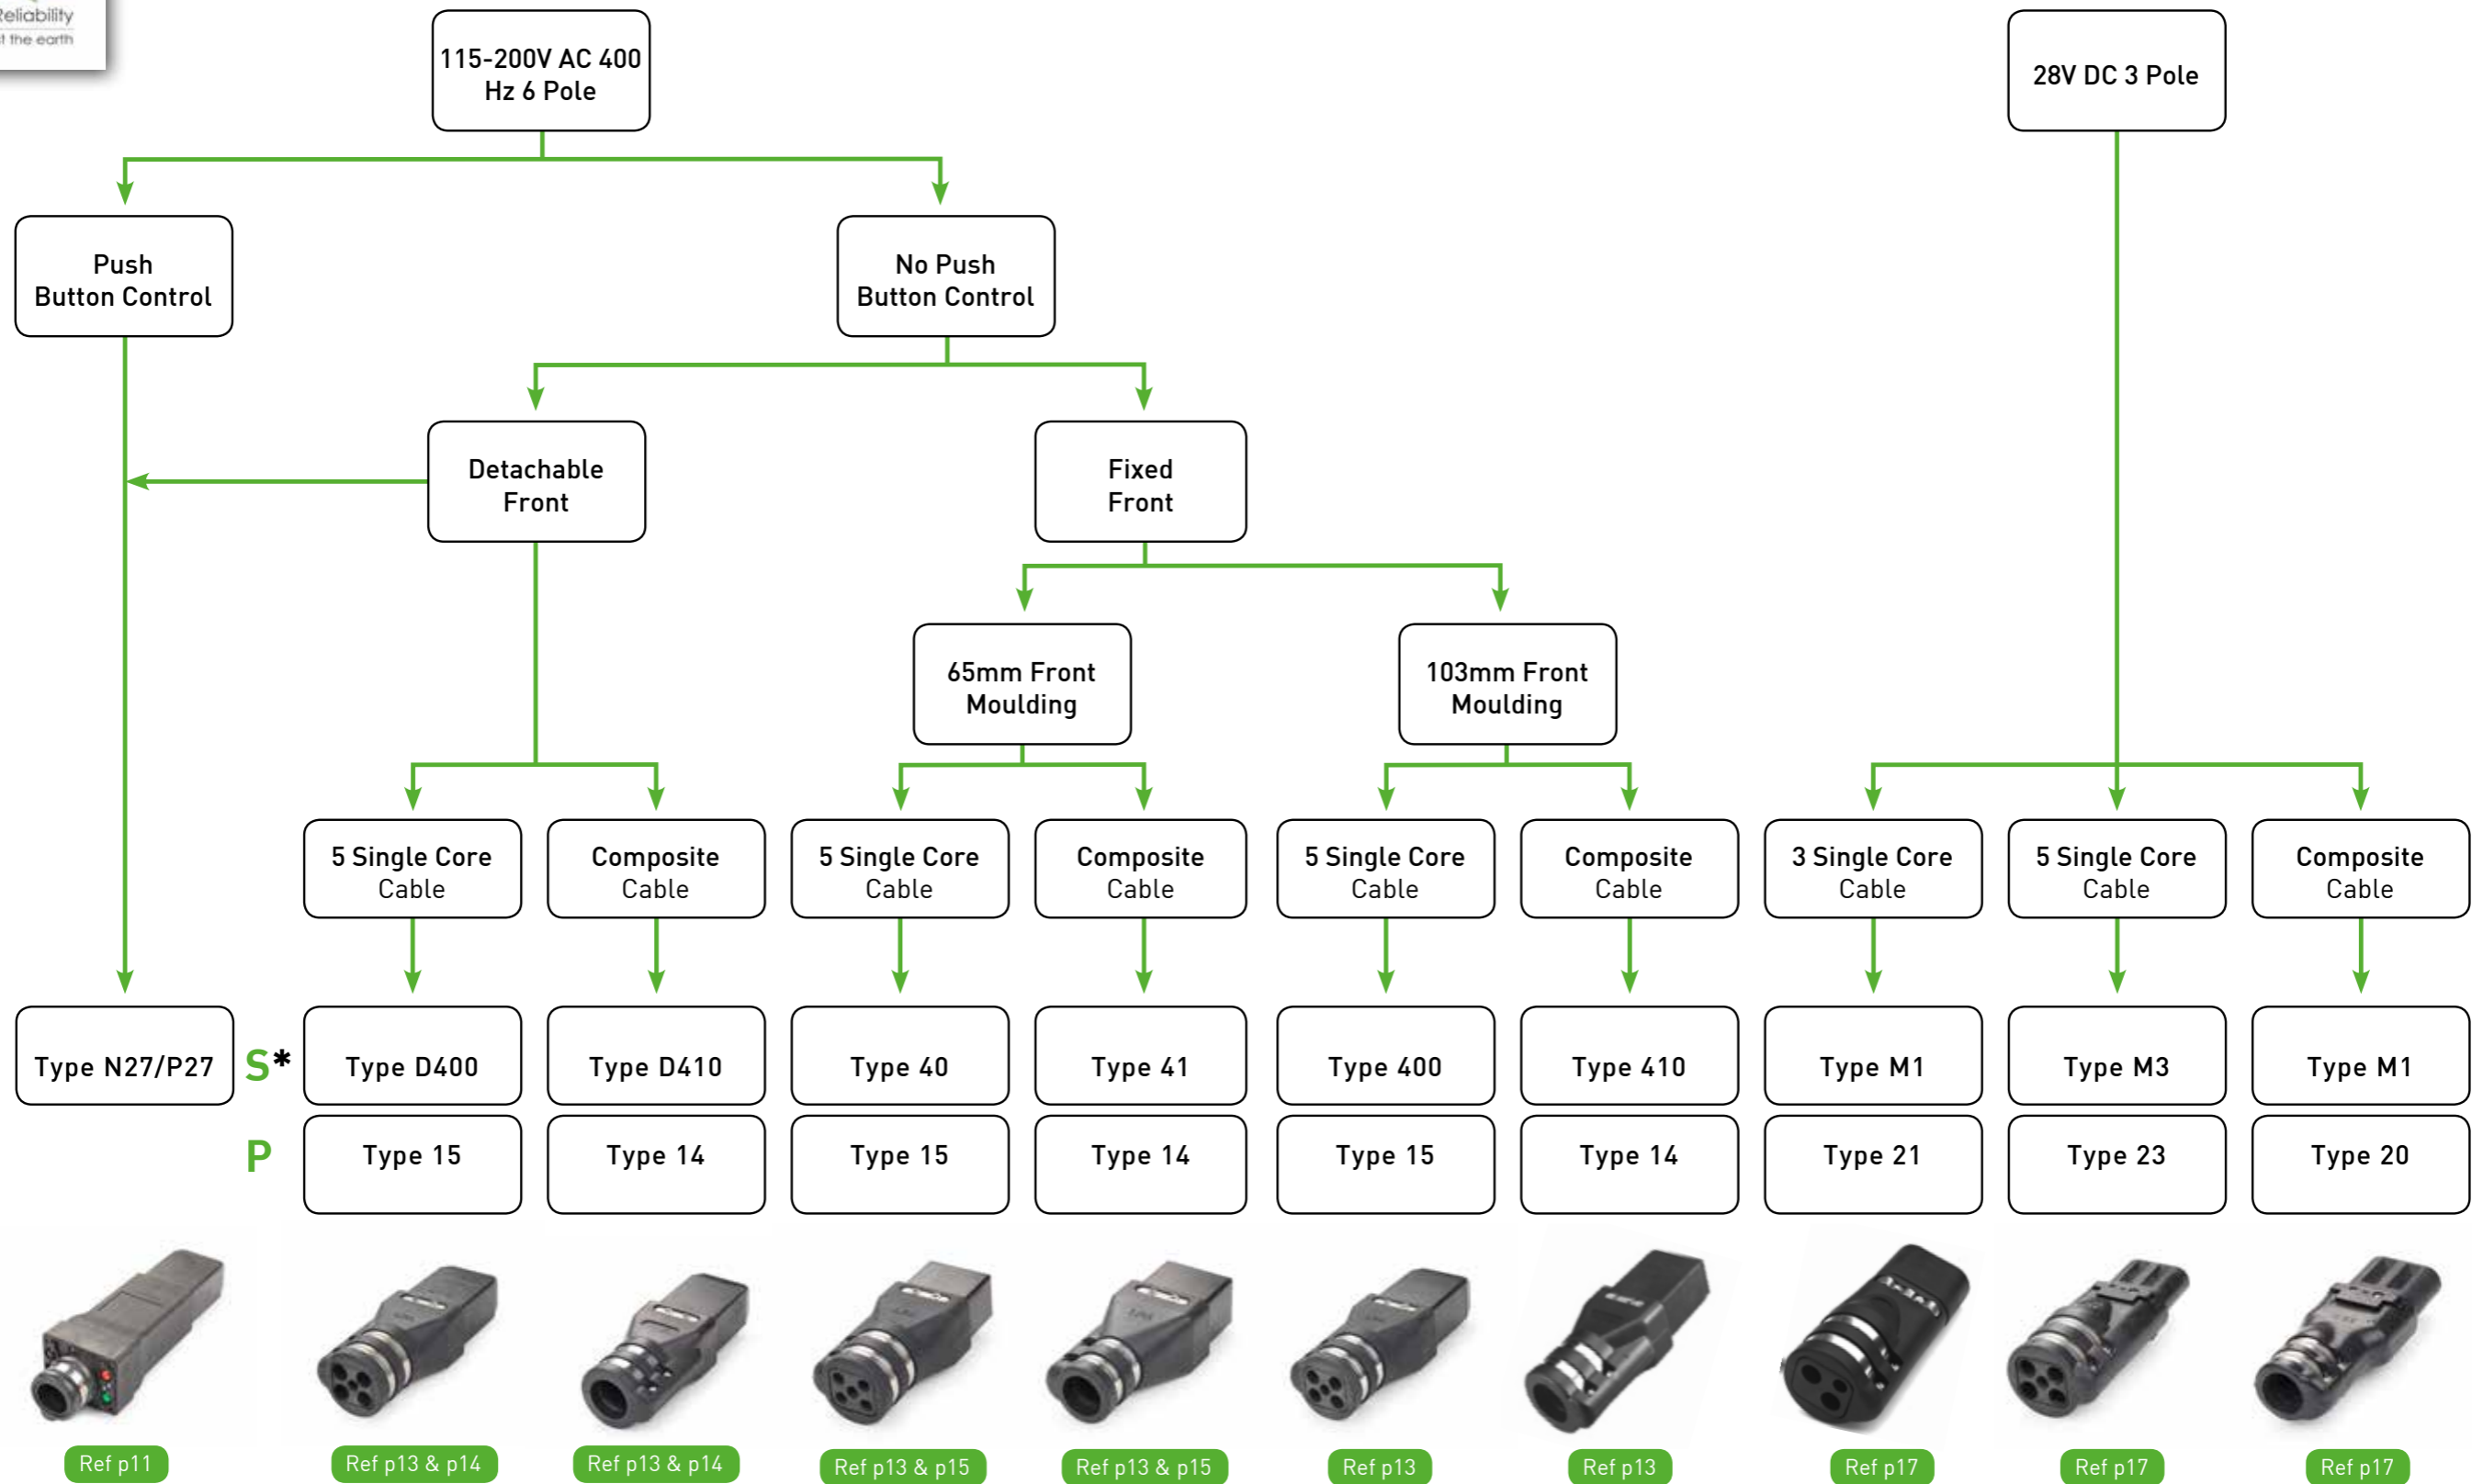 Reliability
the earth
115-200V AC 400
Hz 6 Pole
28V DC 3 Pole
Push
Button Control
No Push
Button Control
Detachable
Front
Fixed
Front
65mm Front
Moulding
103mm Front
Moulding
5 Single Core
Cable
Composite
Cable
5 Single Core
Cable
Composite
Cable
5 Single Core
Cable
Composite
Cable
3 Single Core
Cable
5 Single Core
Cable
Composite
Cable
Type N27/P27
S*
Type D400
Type D410
Type 40
Type 41
Type 400
Type 410
Type M1
Type M3
Type M1
P
Type 15
Type 14
Type 15
Type 14
Type 15
Type 14
Type 21
Type 23
Type 20
Ref p11
Ref p13 & p14
Ref p13 & p14
Ref p13 & p15
Ref p13 & p15
Ref p13
Ref p13
Ref p17
Ref p17
Ref p17